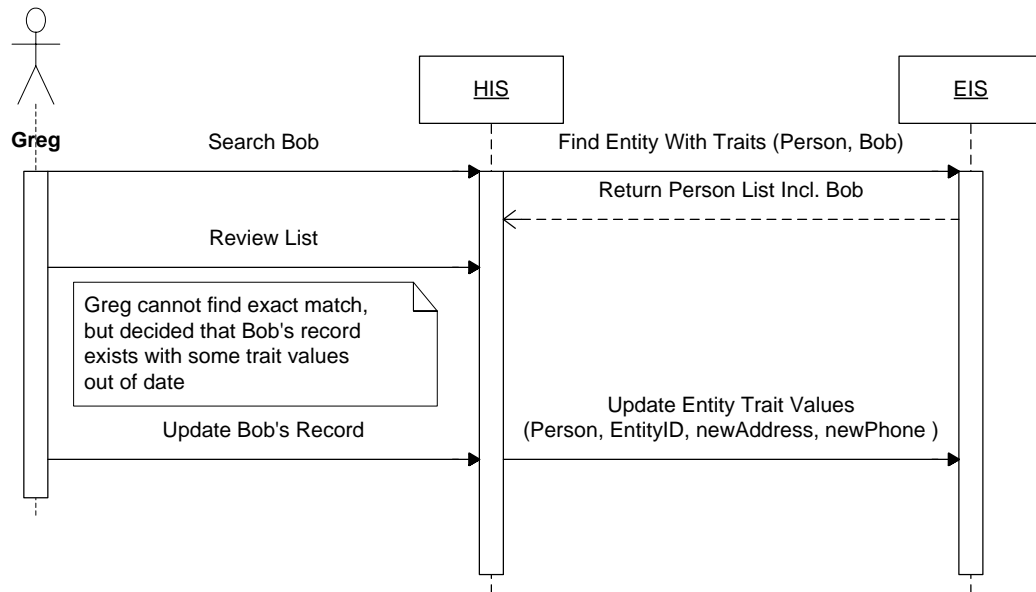 HIS
EIS
Greg
Search Bob
Find Entity With Traits (Person, Bob)
Return Person List Incl. Bob
Review List
Greg cannot find exact match,
but decided that Bob's record
exists with some trait values
out of date
Update Bob's Record
Update Entity Trait Values
(Person, EntityID, newAddress, newPhone )